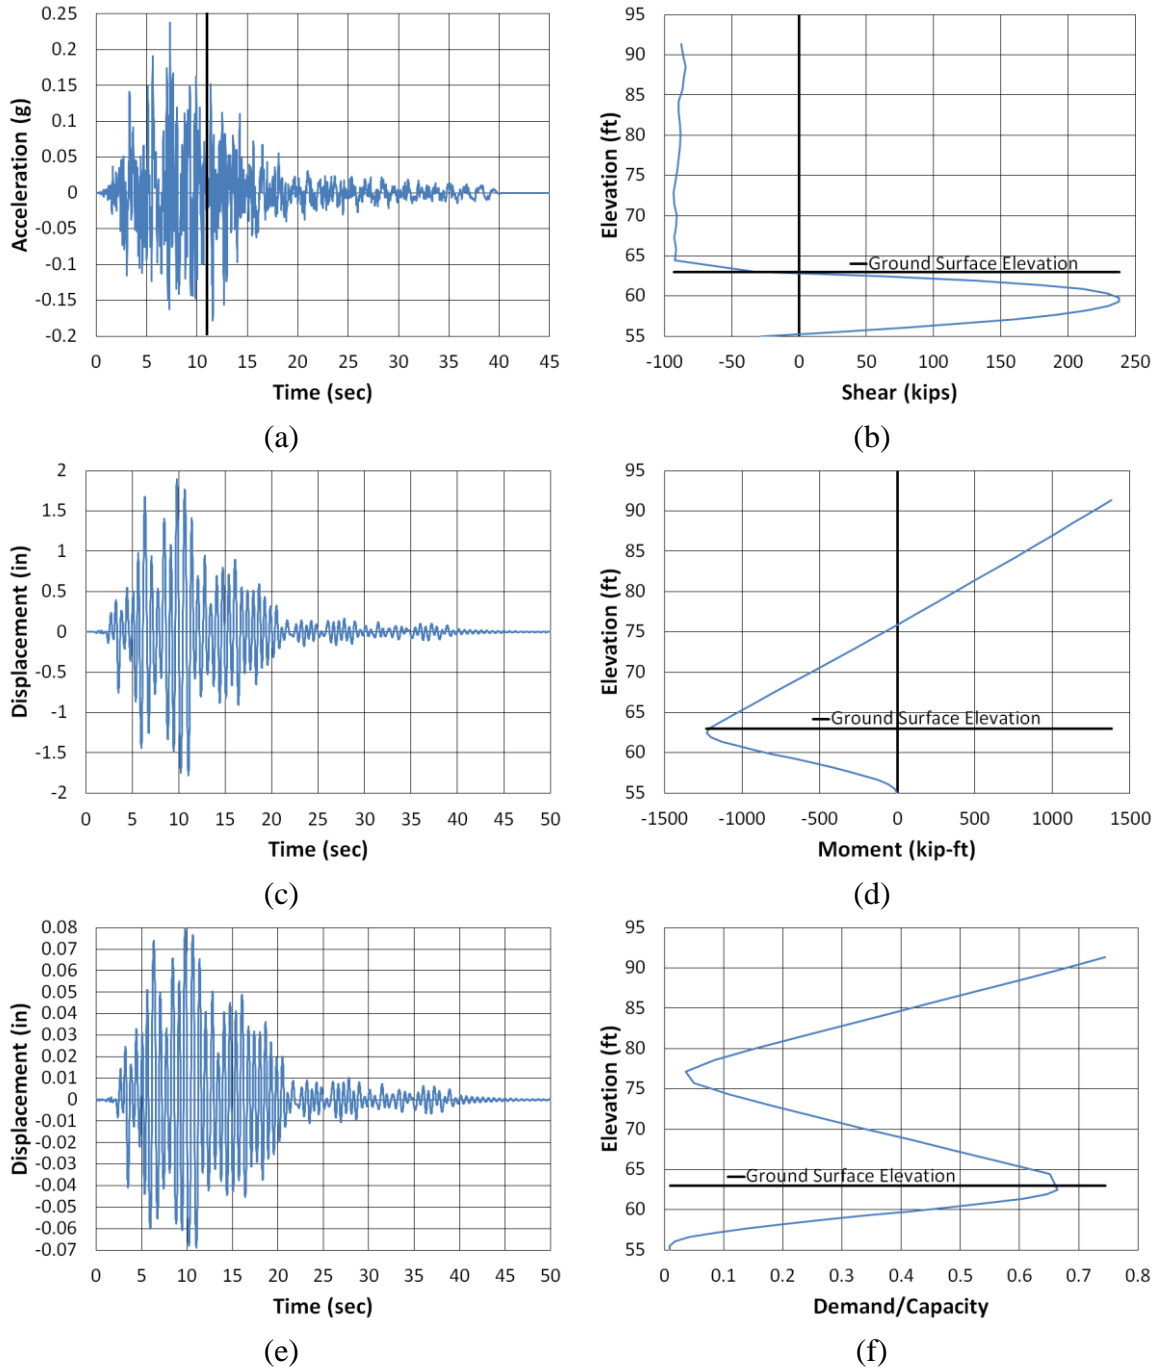 0.25
0.2
0.15
0.1
0.05
0
-0.05
-0.1
-0.15
-0.2
Acceleration (g)
0 5 10 15 20 25 30 35 40 45
Time (sec)
(a)
95
90
85
80
75
70
65
60
55
Elevation (ft)
Ground Surface Elevation
-100 -50 0 50 100 150 200 250
Shear (kips)
(b)
2
1.5
1
0.5
0
-0.5
-1
-1.5
-2
Displacement (in)
0 5 10 15 20 25 30 35 40 45 50
Time (sec)
(c)
95
90
85
80
75
70
65
60
55
Elevation (ft)
Ground Surface Elevation
-1500 -1000 -500 0 500 1000 1500
Moment (kip-ft)
(d)
0.08
0.07
0.06
0.05
0.04
0.03
0.02
0.01
0
-0.01
-0.02
-0.03
-0.04
-0.05
-0.06
-0.07
Displacement (in)
0 5 10 15 20 25 30 35 40 45 50
Time (sec)
(e)
95
90
85
80
75
70
65
60
55
Elevation (ft)
Ground Surface Elevation
0 0.1 0.2 0.3 0.4 0.5 0.6 0.7 0.8
Demand/Capacity
(f)